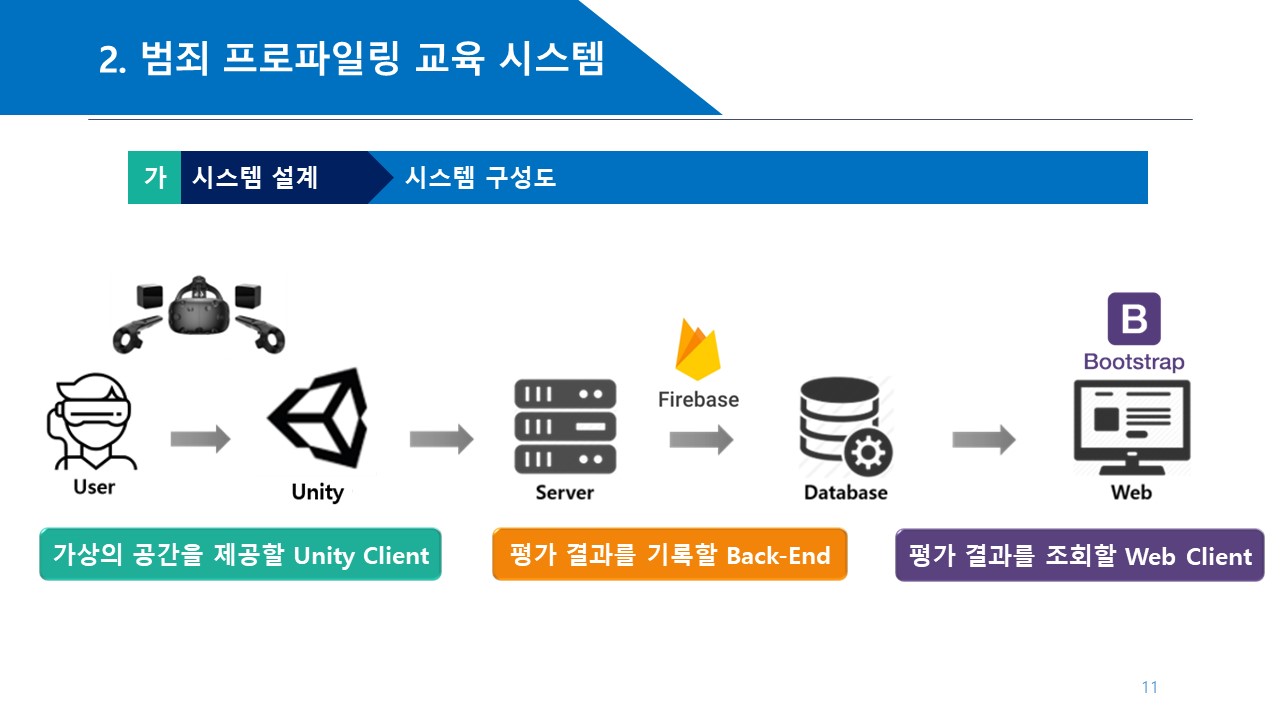 2. 범죄 프로파일링 교육 시스템
가 시스템 설계 시스템 구성도
B
Bootstrap
Firebase
User
Unity
Server
Database
Web
가상의 공간을 제공할 Unity Client
평가 결과를 기록할 Back-End
평가 결과를 조회할 Web Client
11